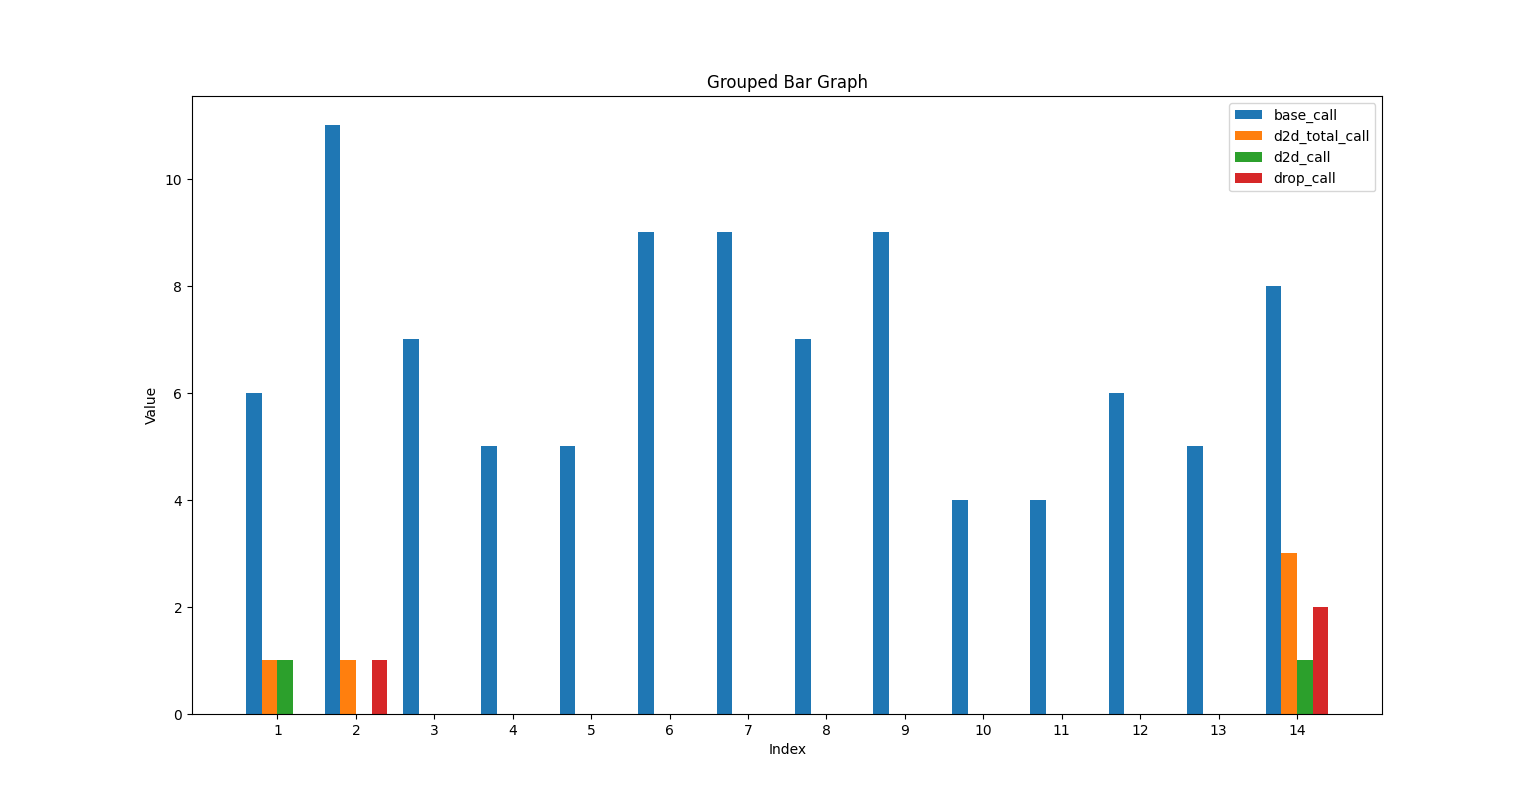 Grouped Bar Graph
base_call
d2d_total_call
d2d_call
drop_call
10
8
6
4
2
0
Value
1 2 3 4 5 6 7 8 9 10 11 12 13 14
Index